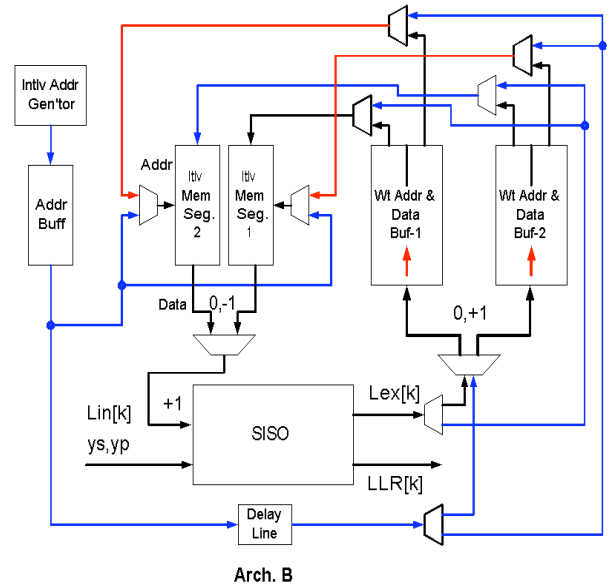 Intlv Addr
Gen'tor
Addr
Buff
Addr
Itlv
Mem
Seg.
2
Itlv
Mem
Seg.
1
Wt Addr &
Data
Buf-1
Wt Addr &
Data
Buf-2
Data
0,-1
0,+1
Lin[k]
+1
ys,yp
SISO
Lex[k]
LLR[k]
Delay
Line
Arch. B